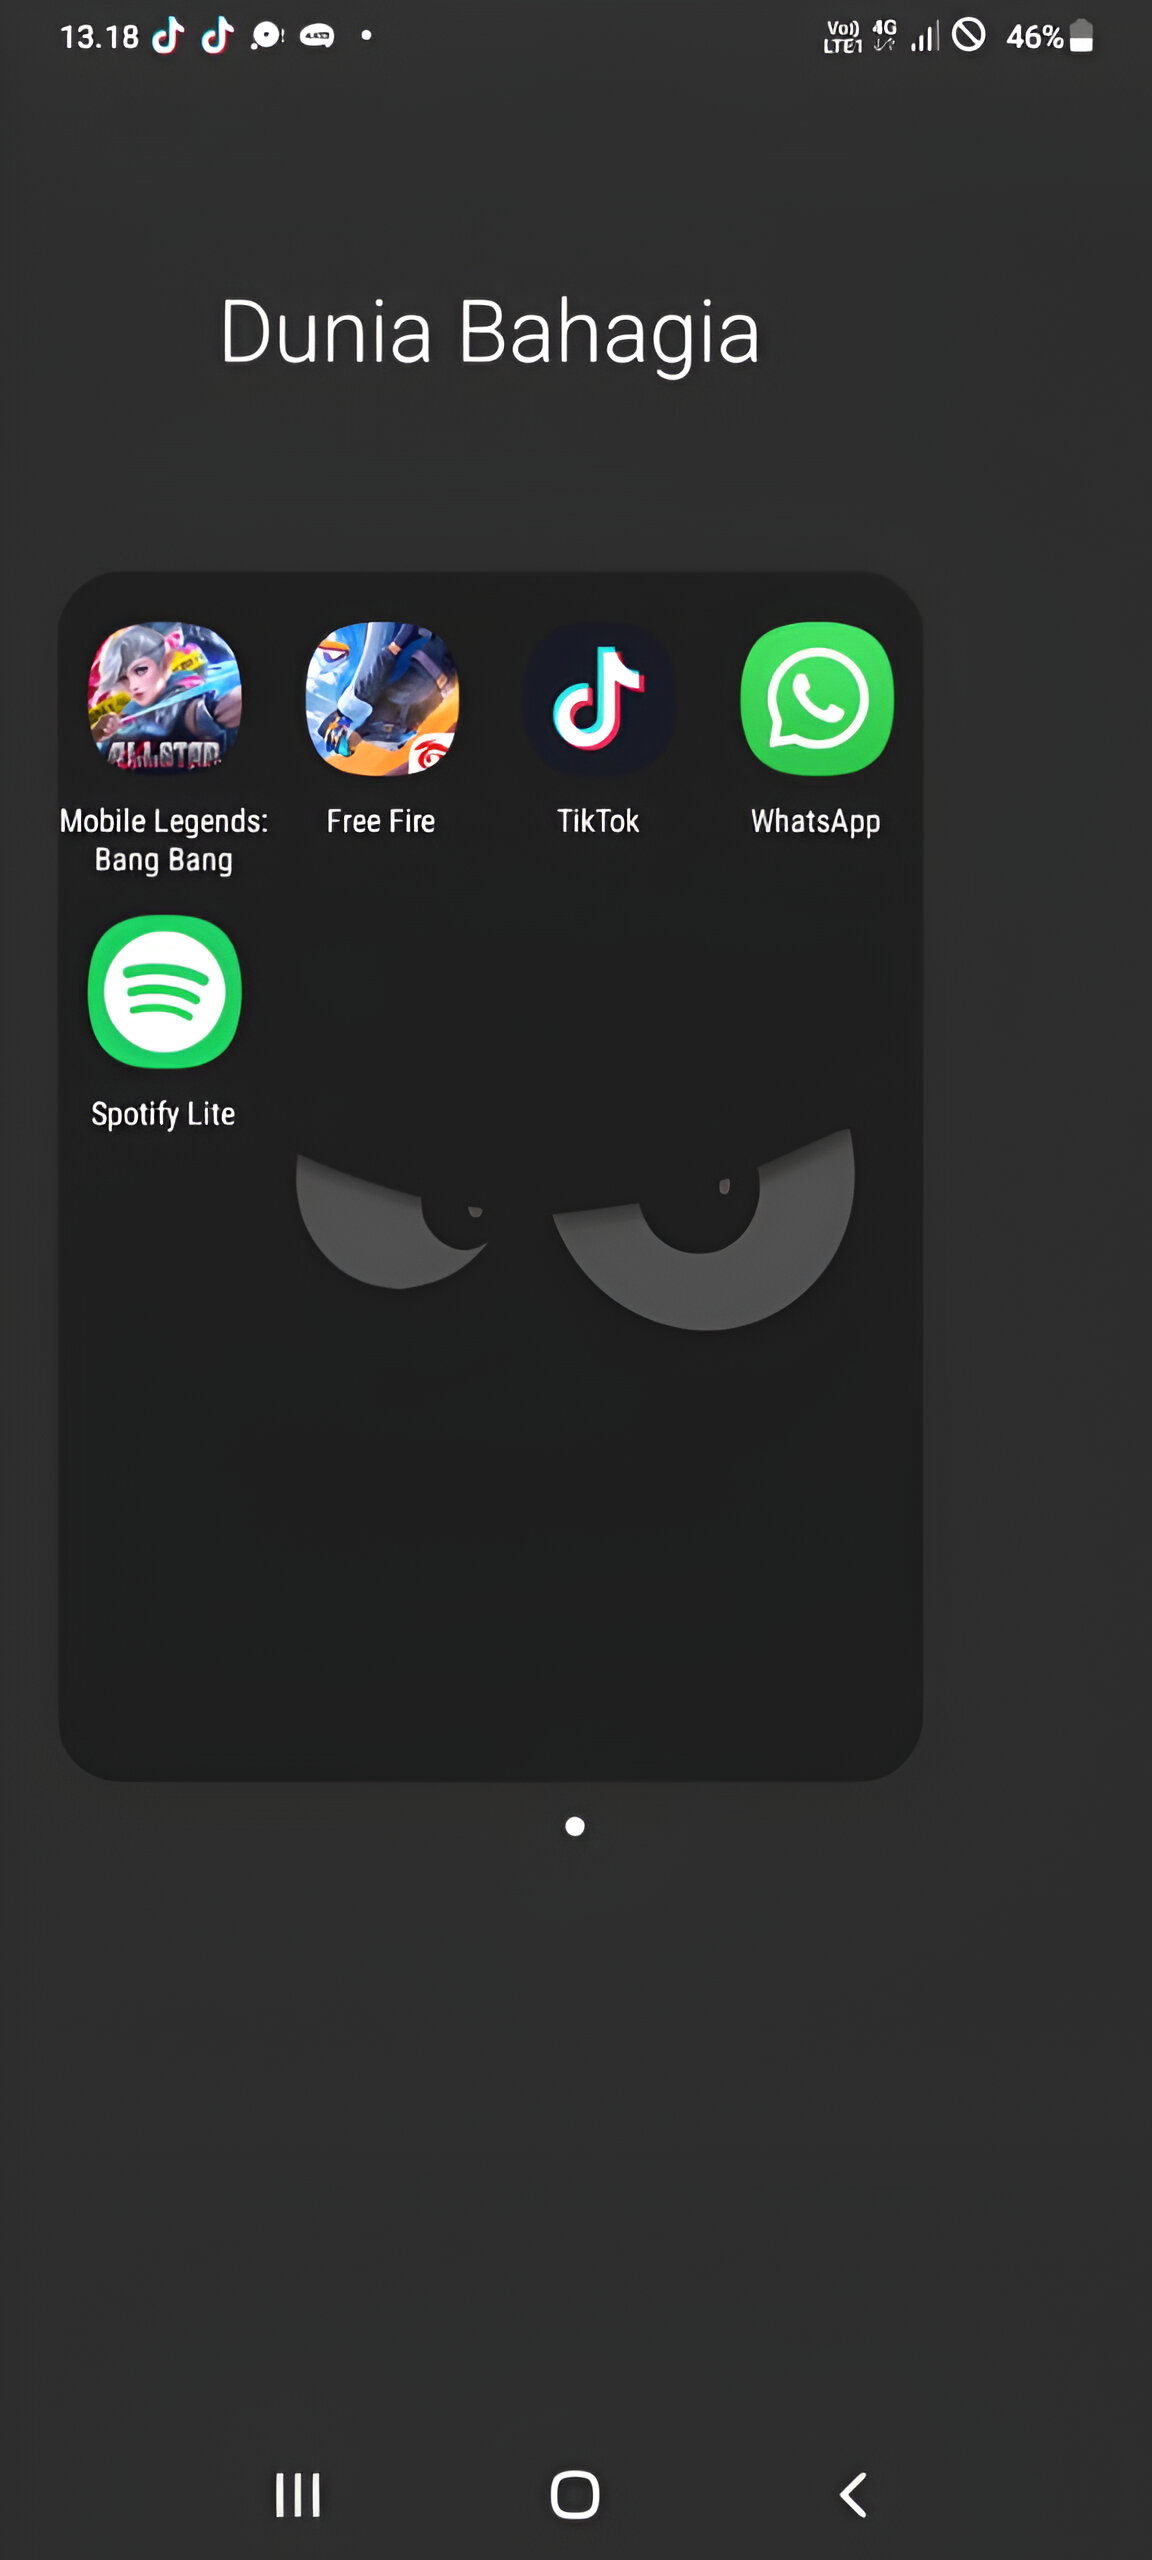 13.18
Vo)) 4G 46%
LTE1
Dunia Bahagia
ALLSTAR
Mobile Legends: Free Fire TikTok WhatsApp
Bang Bang
Spotify Lite